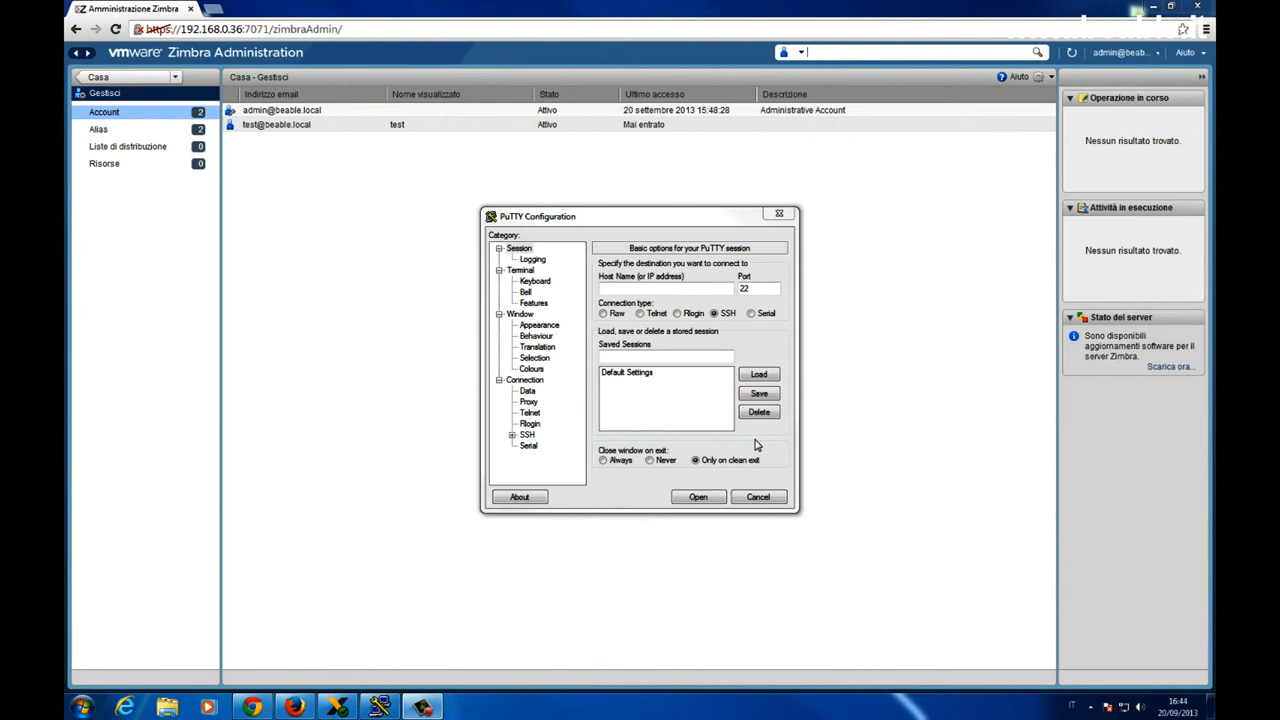 Amministrazione Zimbra
https://192.168.0.36:7071/zimbraAdmin/
vmware Zimbra Administration
admin@beab...
Aiuto
Casa
Casa - Gestisci
Aiuto
Gestisci
Account 2
Alias 2
Liste di distribuzione 0
Risorse 0
Indirizzo email Nome visualizzato Stato Ultimo accesso Descrizione
admin@beable.local Attivo 20 settembre 2013 15:48:28 Administrative Account
test@beable.local test Attivo Mai entrato
Operazione in corso
Nessun risultato trovato.
Attività in esecuzione
Nessun risultato trovato.
Stato del server
Sono disponibili
aggiornamenti software per il
server Zimbra.
Scarica ora...
PuTTY Configuration
Category:
Session
Logging
Terminal
Keyboard
Bell
Features
Window
Appearance
Behaviour
Translation
Selection
Colours
Connection
Data
Proxy
Telnet
Rlogin
SSH
Serial
Basic options for your PuTTY session
Specify the destination you want to connect to
Host Name (or IP address) Port
22
Connection type:
Raw Telnet Rlogin SSH Serial
Load, save or delete a stored session
Saved Sessions
Default Settings
Load
Save
Delete
Close window on exit:
Always Never Only on clean exit
About Open Cancel
IT
16:44
20/09/2013